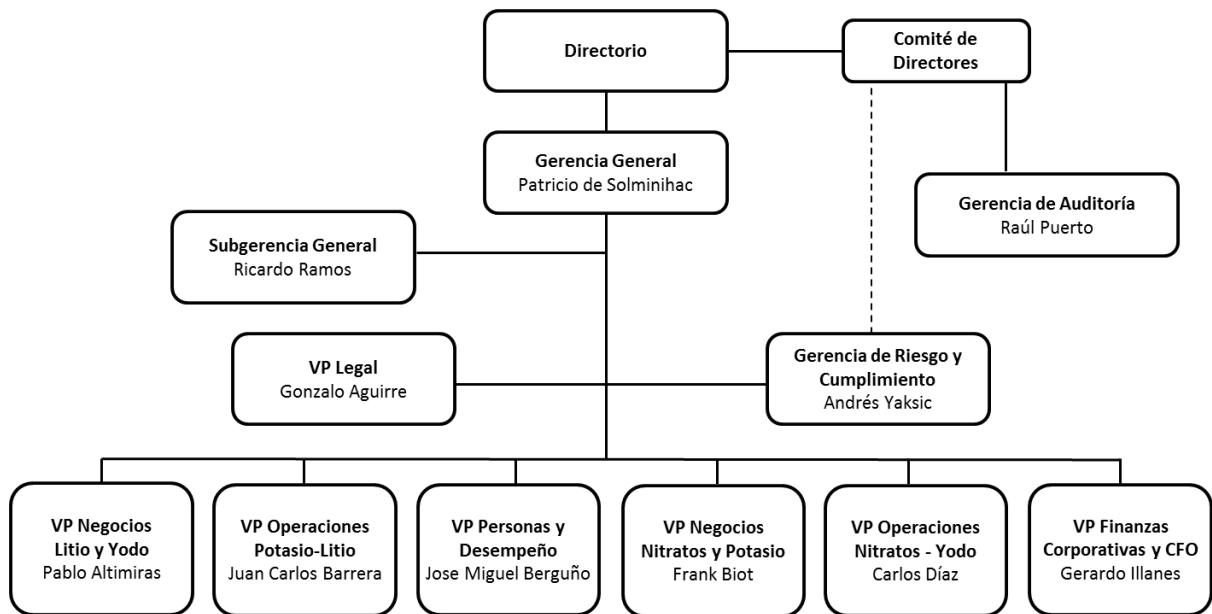 Directorio
Comité de
Directores
Gerencia General
Patricio de Solminihac
Gerencia de Auditoría
Raúl Puerto
Subgerencia General
Ricardo Ramos
VP Legal
Gonzalo Aguirre
Gerencia de Riesgo y
Cumplimiento
Andrés Yaksic
VP Negocios
Litio y Yodo
Pablo Altimiras
VP Operaciones
Potasio-Litio
Juan Carlos Barrera
VP Personas y
Desempeño
Jose Miguel Berguño
VP Negocios
Nitratos y Potasio
Frank Biot
VP Operaciones
Nitratos - Yodo
Carlos Díaz
VP Finanzas
Corporativas y CFO
Gerardo Illanes